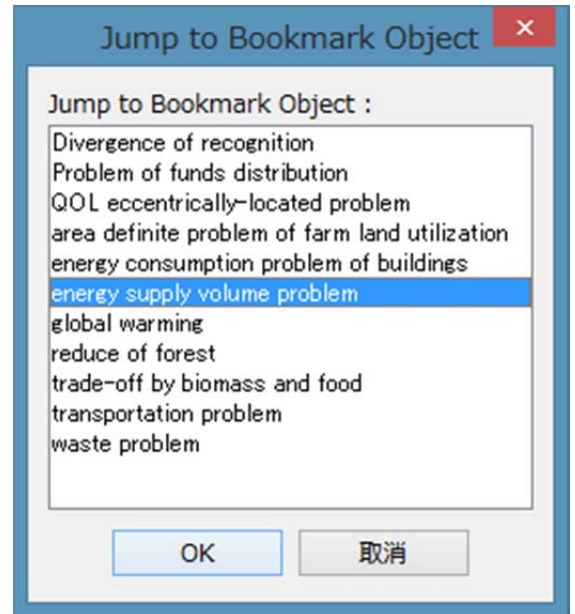 Jump to Bookmark Object
Jump to Bookmark Object :
Divergence of recognition
Problem of funds distribution
QOL eccentrically-located problem
area definite problem of farm land utilization
energy consumption problem of buildings
energy supply volume problem
global warming
reduce of forest
trade-off by biomass and food
transportation problem
waste problem
OK
取消